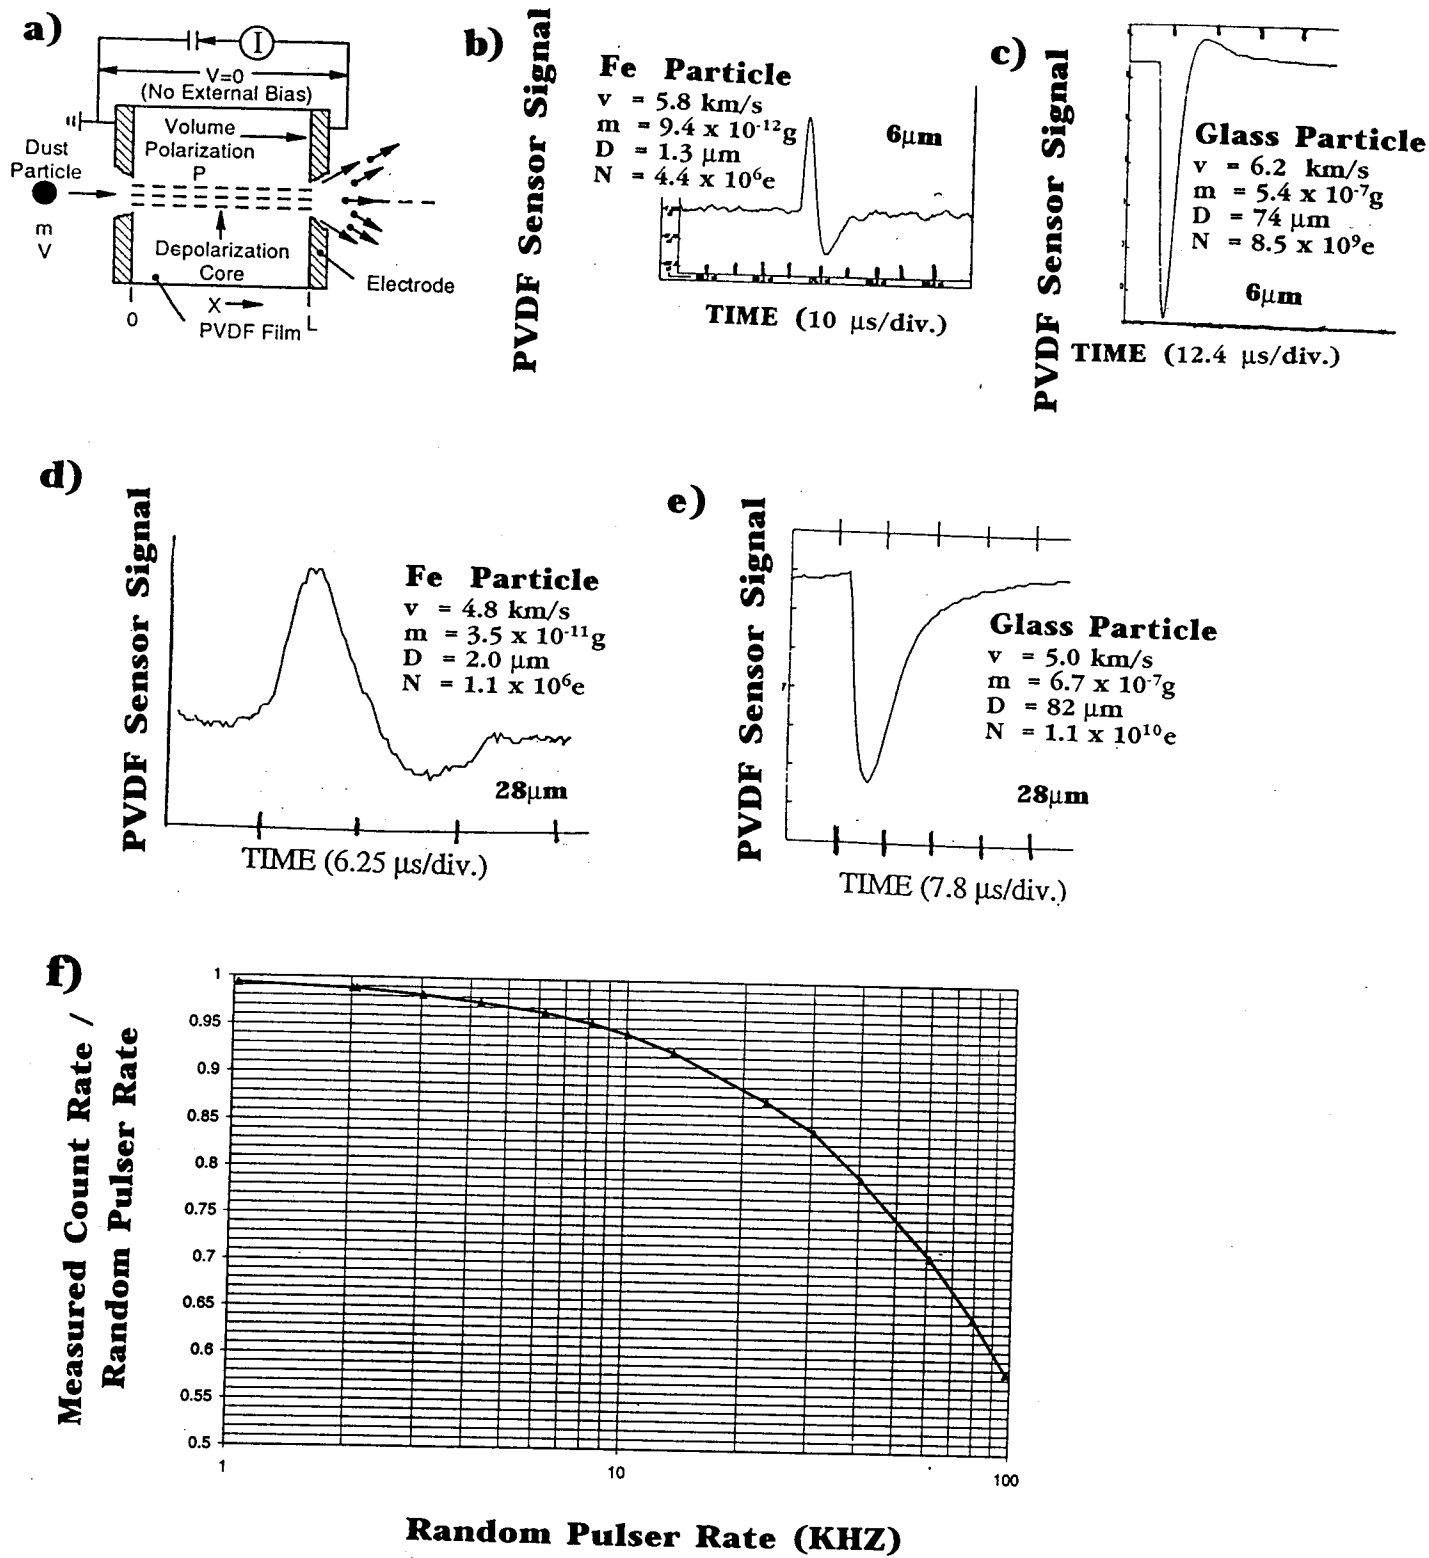 a)
I
V=0
(No External Bias)
Volume
Polarization
P
Dust
Particle
m
V
Depolarization
Core
Electrode
X
0
L
PVDF Film
b)
PVDF Sensor Signal
Fe Particle
v = 5.8 km/s
m = 9.4 x 10⁻¹²g
D = 1.3 μm
N = 4.4 x 10⁶e
6μm
TIME (10 μs/div.)
c)
PVDF Sensor Signal
Glass Particle
v = 6.2 km/s
m = 5.4 x 10⁻⁷g
D = 74 μm
N = 8.5 x 10⁹e
6μm
TIME (12.4 μs/div.)
d)
PVDF Sensor Signal
Fe Particle
v = 4.8 km/s
m = 3.5 x 10⁻¹¹g
D = 2.0 μm
N = 1.1 x 10⁶e
28μm
TIME (6.25 μs/div.)
e)
PVDF Sensor Signal
Glass Particle
v = 5.0 km/s
m = 6.7 x 10⁻⁷g
D = 82 μm
N = 1.1 x 10¹⁰e
28μm
TIME (7.8 μs/div.)
f)
Measured Count Rate /
Random Pulser Rate
1
0.95
0.9
0.85
0.8
0.75
0.7
0.65
0.6
0.55
0.5
1
10
100
Random Pulser Rate (KHZ)